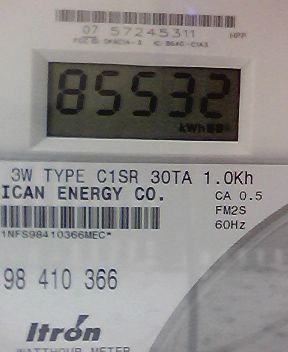 07 57245311
85532
kWh
3W TYPE C1SR 30TA 1.0Kh
ICAN ENERGY CO.
CA 0.5
FM2S
60Hz
1NFS98410366MEC*
98 410 366
Itrón
WATTHOUR METER